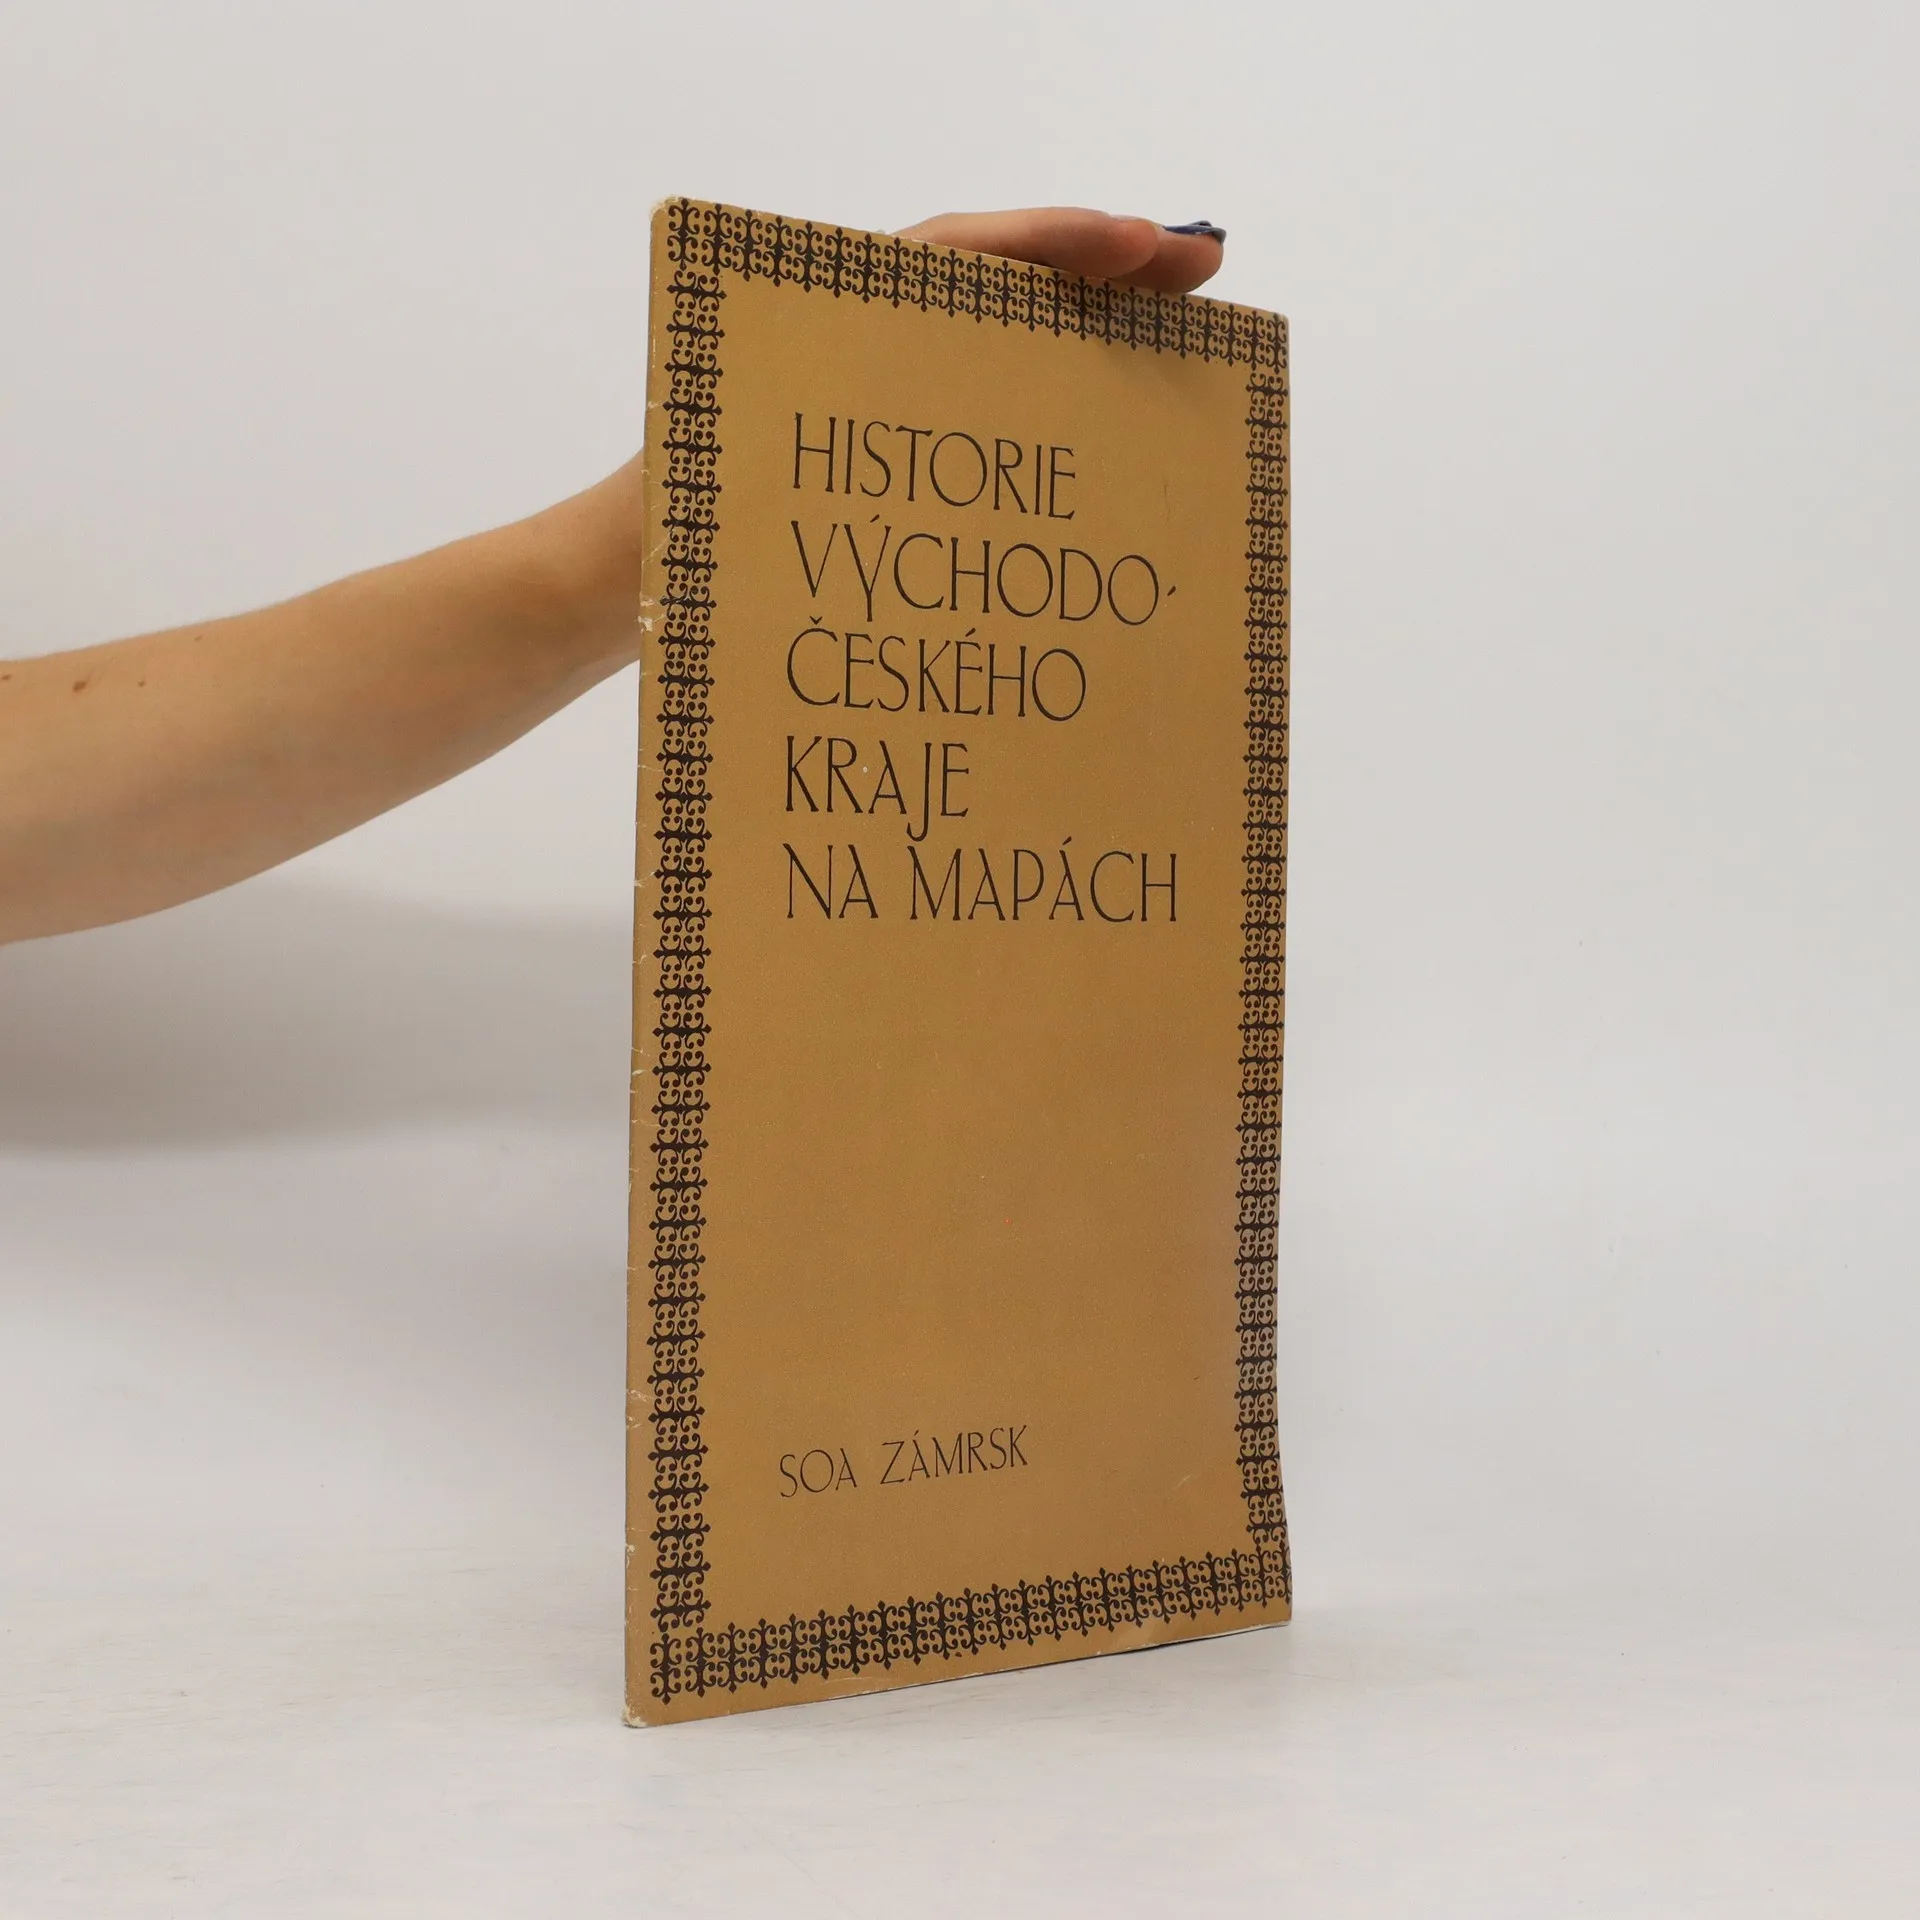 HISTORIE
VÝCHODO-
ČESKÉHO
KRAJE
NA MAPÁCH
SOA ZÁMRSK